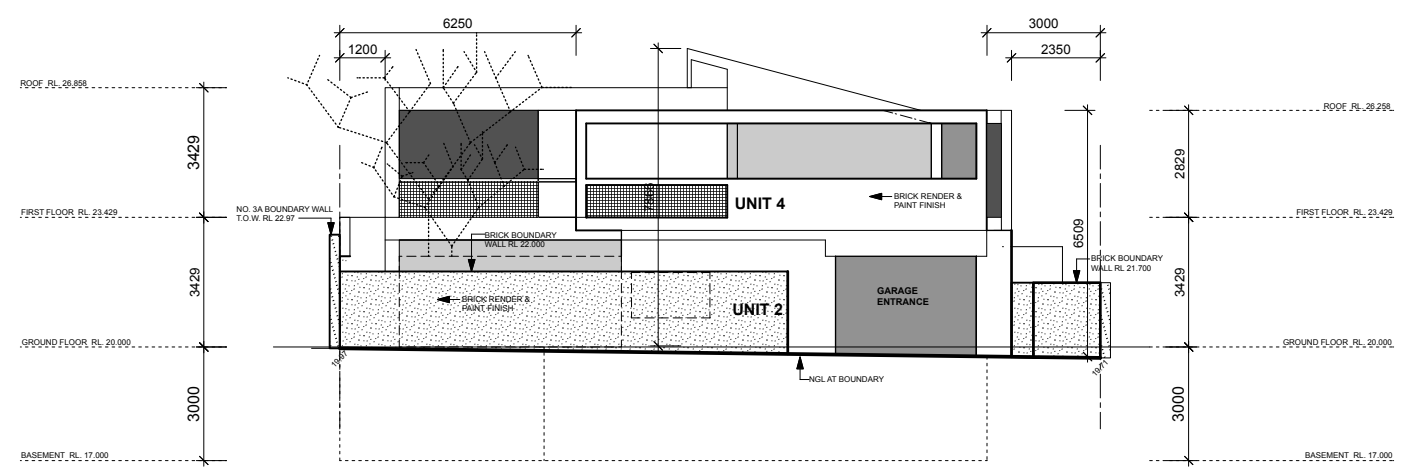 6250
3000
1200
2350
ROOF RL. 26.858
ROOF RL. 26.258
3429
2829
NO. 3A BOUNDARY WALL
T.O.W. RL 22.97
UNIT 4
BRICK RENDER &
PAINT FINISH
FIRST FLOOR RL. 23.429
FIRST FLOOR RL. 23.429
6509
BRICK BOUNDARY
WALL RL 22.000
BRICK BOUNDARY
WALL RL 21.700
3429
3429
GARAGE
ENTRANCE
BRICK RENDER &
PAINT FINISH
UNIT 2
GROUND FLOOR RL. 20.000
GROUND FLOOR RL. 20.000
19.71
NGL AT BOUNDARY
3000
3000
BASEMENT RL. 17.000
BASEMENT RL. 17.000